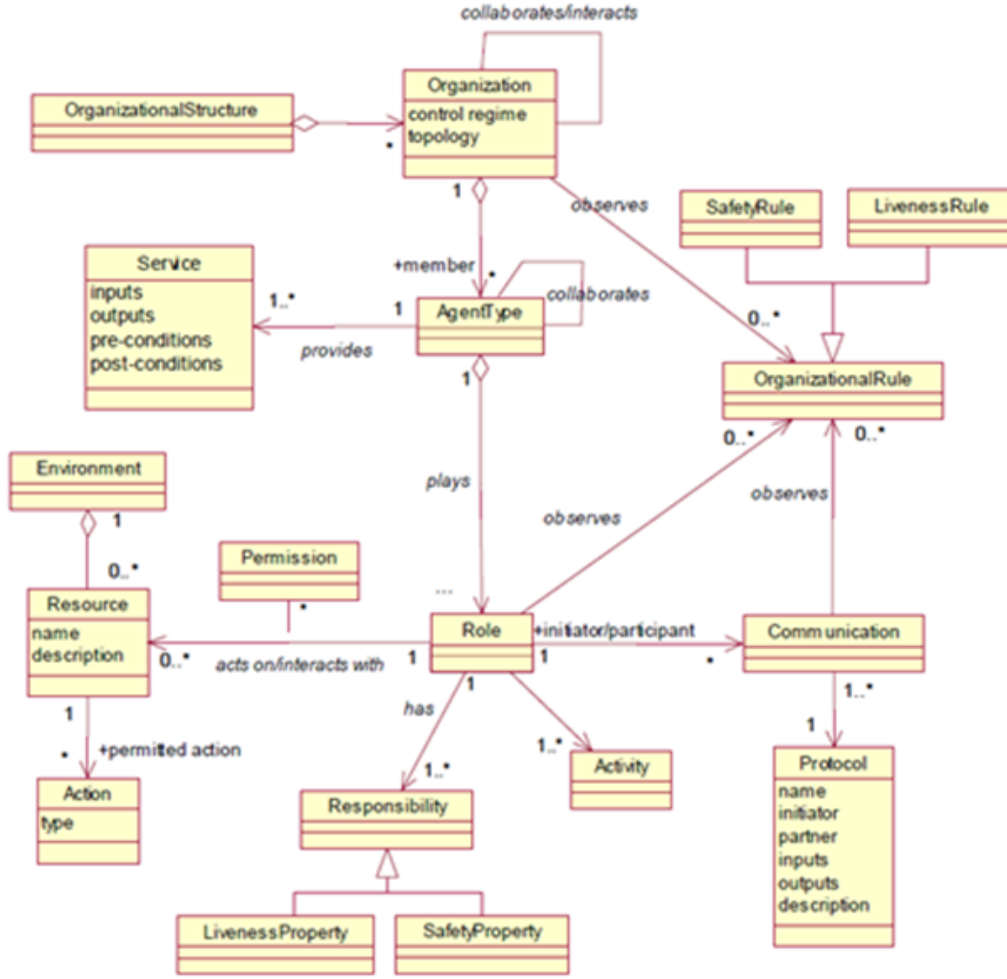 collaborates/interacts
OrganizationalStructure
*
Organization
control regime
topology
1
observes
SafetyRule
LivenessRule
Service
inputs
outputs
pre-conditions
post-conditions
+member
*
1..*
1
AgentType
collaborates
provides
1
0..*
OrganizationalRule
0..*
0..*
Environment
1
plays
observes
observes
0..*
Permission
*
...
Resource
name
description
0..*
acts on/interacts with
1
Role
+initiator/participant
1
*
Communication
1
1
has
1..*
1
*
+permitted action
1..*
1..*
Action
type
Responsibility
Activity
Protocol
name
initiator
partner
inputs
outputs
description
LivenessProperty
SafetyProperty